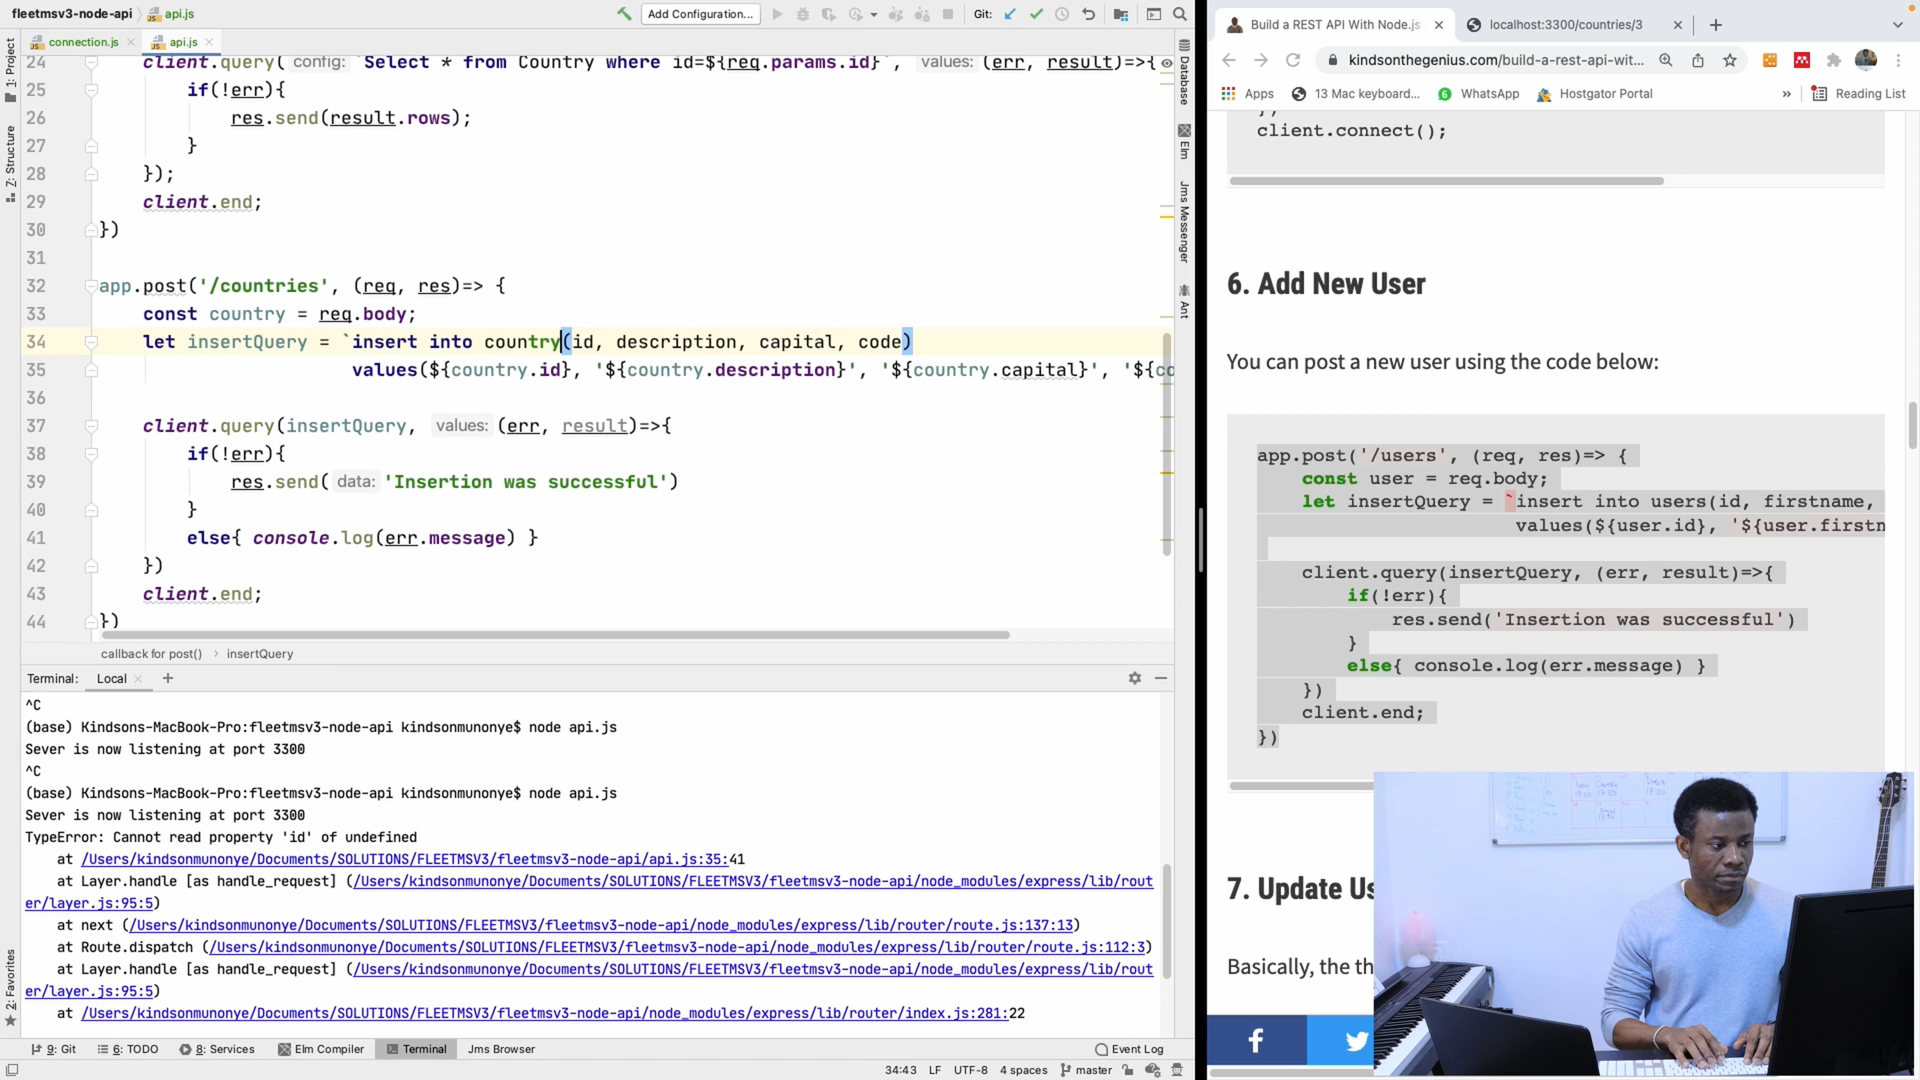 fleetmsv3-node-api
api.js
Add Configuration...
Git:
connection.js
api.js
1: Project
Z: Structure
2: Favorites
24 client.query( config: `Select * from Country where id=${req.params.id}`, values: (err, result)=>{
25 if(!err){
26 res.send(result.rows);
27 }
28 });
29 client.end;
30 })
31
32 app.post('/countries', (req, res)=> {
33 const country = req.body;
34 let insertQuery = `insert into country(id, description, capital, code)
35 values(${country.id}, '${country.description}', '${country.capital}', '${co
36
37 client.query(insertQuery, values: (err, result)=>{
38 if(!err){
39 res.send( data: 'Insertion was successful')
40 }
41 else{ console.log(err.message) }
42 })
43 client.end;
44 })
callback for post() › insertQuery
Database
Elm
Jms Messenger
Ant
Terminal: Local
^C
(base) Kindsons-MacBook-Pro:fleetmsv3-node-api kindsonmunonye$ node api.js
Sever is now listening at port 3300
^C
(base) Kindsons-MacBook-Pro:fleetmsv3-node-api kindsonmunonye$ node api.js
Sever is now listening at port 3300
TypeError: Cannot read property 'id' of undefined
at /Users/kindsonmunonye/Documents/SOLUTIONS/FLEETMSV3/fleetmsv3-node-api/api.js:35:41
at Layer.handle [as handle_request] (/Users/kindsonmunonye/Documents/SOLUTIONS/FLEETMSV3/fleetmsv3-node-api/node_modules/express/lib/rout
er/layer.js:95:5)
at next (/Users/kindsonmunonye/Documents/SOLUTIONS/FLEETMSV3/fleetmsv3-node-api/node_modules/express/lib/router/route.js:137:13)
at Route.dispatch (/Users/kindsonmunonye/Documents/SOLUTIONS/FLEETMSV3/fleetmsv3-node-api/node_modules/express/lib/router/route.js:112:3)
at Layer.handle [as handle_request] (/Users/kindsonmunonye/Documents/SOLUTIONS/FLEETMSV3/fleetmsv3-node-api/node_modules/express/lib/rout
er/layer.js:95:5)
at /Users/kindsonmunonye/Documents/SOLUTIONS/FLEETMSV3/fleetmsv3-node-api/node_modules/express/lib/router/index.js:281:22
9: Git
6: TODO
8: Services
Elm Compiler
Terminal
Jms Browser
Event Log
34:43 LF UTF-8 4 spaces master
Build a REST API With Node.js
localhost:3300/countries/3
kindsonthegenius.com/build-a-rest-api-wit...
Apps
13 Mac keyboard...
WhatsApp
Hostgator Portal
»
Reading List
client.connect();
6. Add New User
You can post a new user using the code below:
app.post('/users', (req, res)=> {
const user = req.body;
let insertQuery = `insert into users(id, firstname,
values(${user.id}, '${user.firstn
client.query(insertQuery, (err, result)=>{
if(!err){
res.send('Insertion was successful')
}
else{ console.log(err.message) }
})
client.end;
})
7. Update Us
Basically, the th